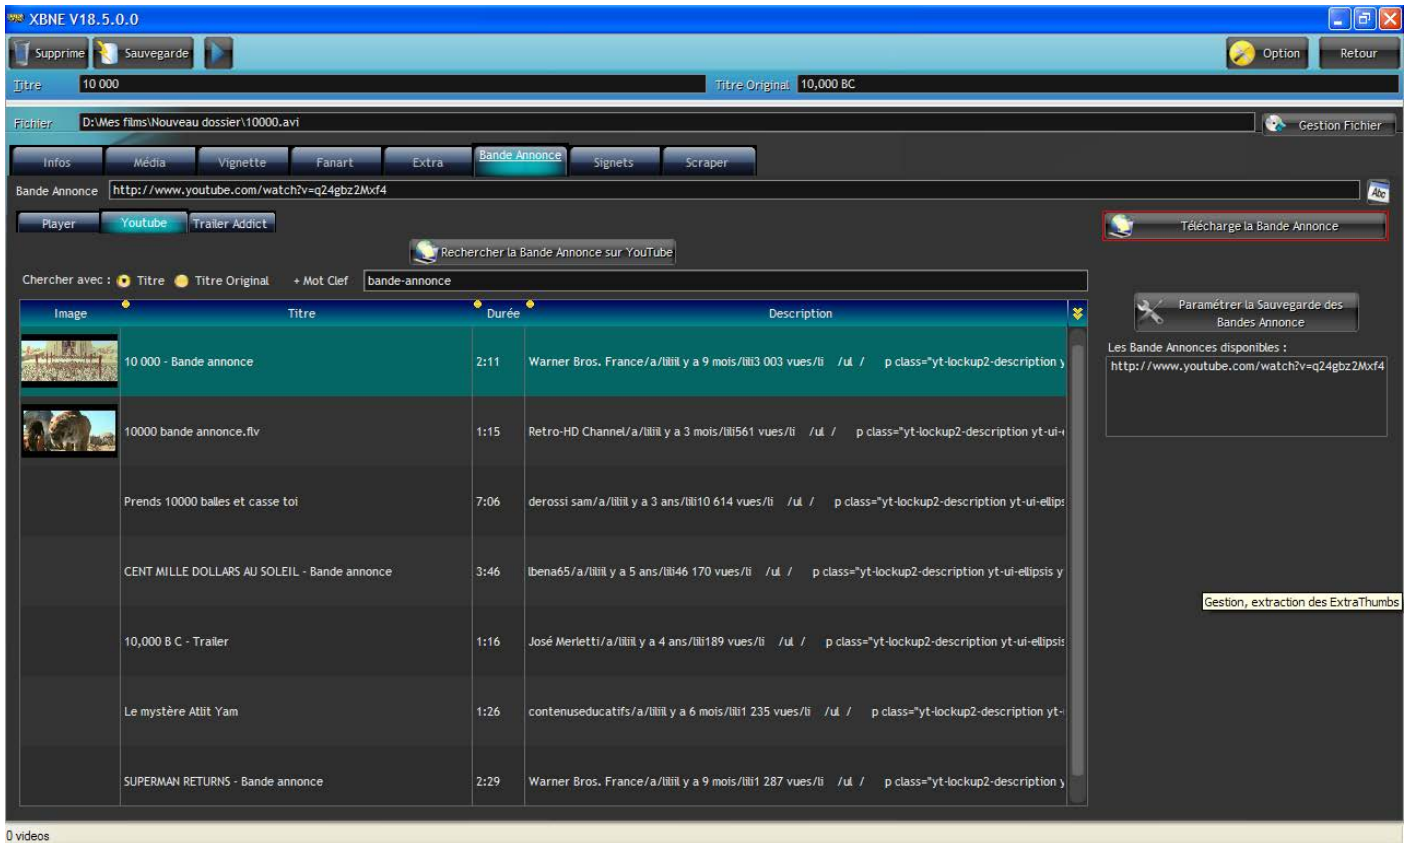 XBNE V18.5.0.0
Supprime Sauvegarde Option Retour
Titre 10 000 Titre Original 10,000 BC
Fichier D:\Mes films\Nouveau dossier\10000.avi Gestion Fichier
Infos Média Vignette Fanart Extra Bande Annonce Signets Scraper
Bande Annonce http://www.youtube.com/watch?v=q24gbz2Mxf4 Abc
Player Youtube Trailer Addict Télécharge la Bande Annonce
Rechercher la Bande Annonce sur YouTube
Chercher avec : Titre Titre Original + Mot Clef bande-annonce
Image Titre Durée Description
Paramétrer la Sauvegarde des
Bandes Annonce
Les Bande Annonces disponibles :
http://www.youtube.com/watch?v=q24gbz2Mxf4
10 000 - Bande annonce 2:11 Warner Bros. France/a/liliil y a 9 mois/lili3 003 vues/li /ul / p class="yt-lockup2-description y
10000 bande annonce.flv 1:15 Retro-HD Channel/a/liliil y a 3 mois/lili561 vues/li /ul / p class="yt-lockup2-description yt-ui-
Prends 10000 balles et casse toi 7:06 derossi sam/a/liliil y a 3 ans/lili10 614 vues/li /ul / p class="yt-lockup2-description yt-ui-ellips
CENT MILLE DOLLARS AU SOLEIL - Bande annonce 3:46 lbena65/a/liliil y a 5 ans/lili46 170 vues/li /ul / p class="yt-lockup2-description yt-ui-ellipsis y
Gestion, extraction des ExtraThumbs
10,000 B C - Trailer 1:16 José Merletti/a/liliil y a 4 ans/lili189 vues/li /ul / p class="yt-lockup2-description yt-ui-ellipsis
Le mystère Atlit Yam 1:26 contenuseducatifs/a/liliil y a 6 mois/lili1 235 vues/li /ul / p class="yt-lockup2-description yt-
SUPERMAN RETURNS - Bande annonce 2:29 Warner Bros. France/a/liliil y a 9 mois/lili1 287 vues/li /ul / p class="yt-lockup2-description y
0 videos